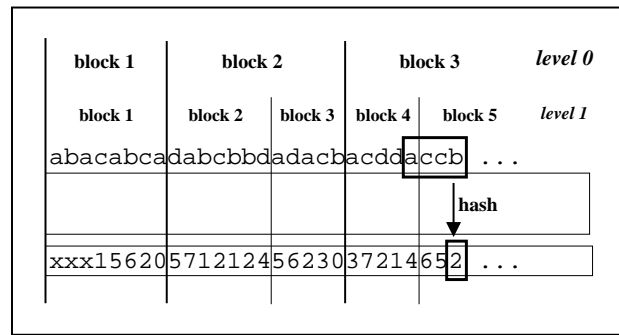 block 1 block 2 block 3 level 0
block 1 block 2 block 3 block 4 block 5 level 1
abacabcadabcbbdadacbacddaccb ...
hash
xxx1562057121245623037214652 ...